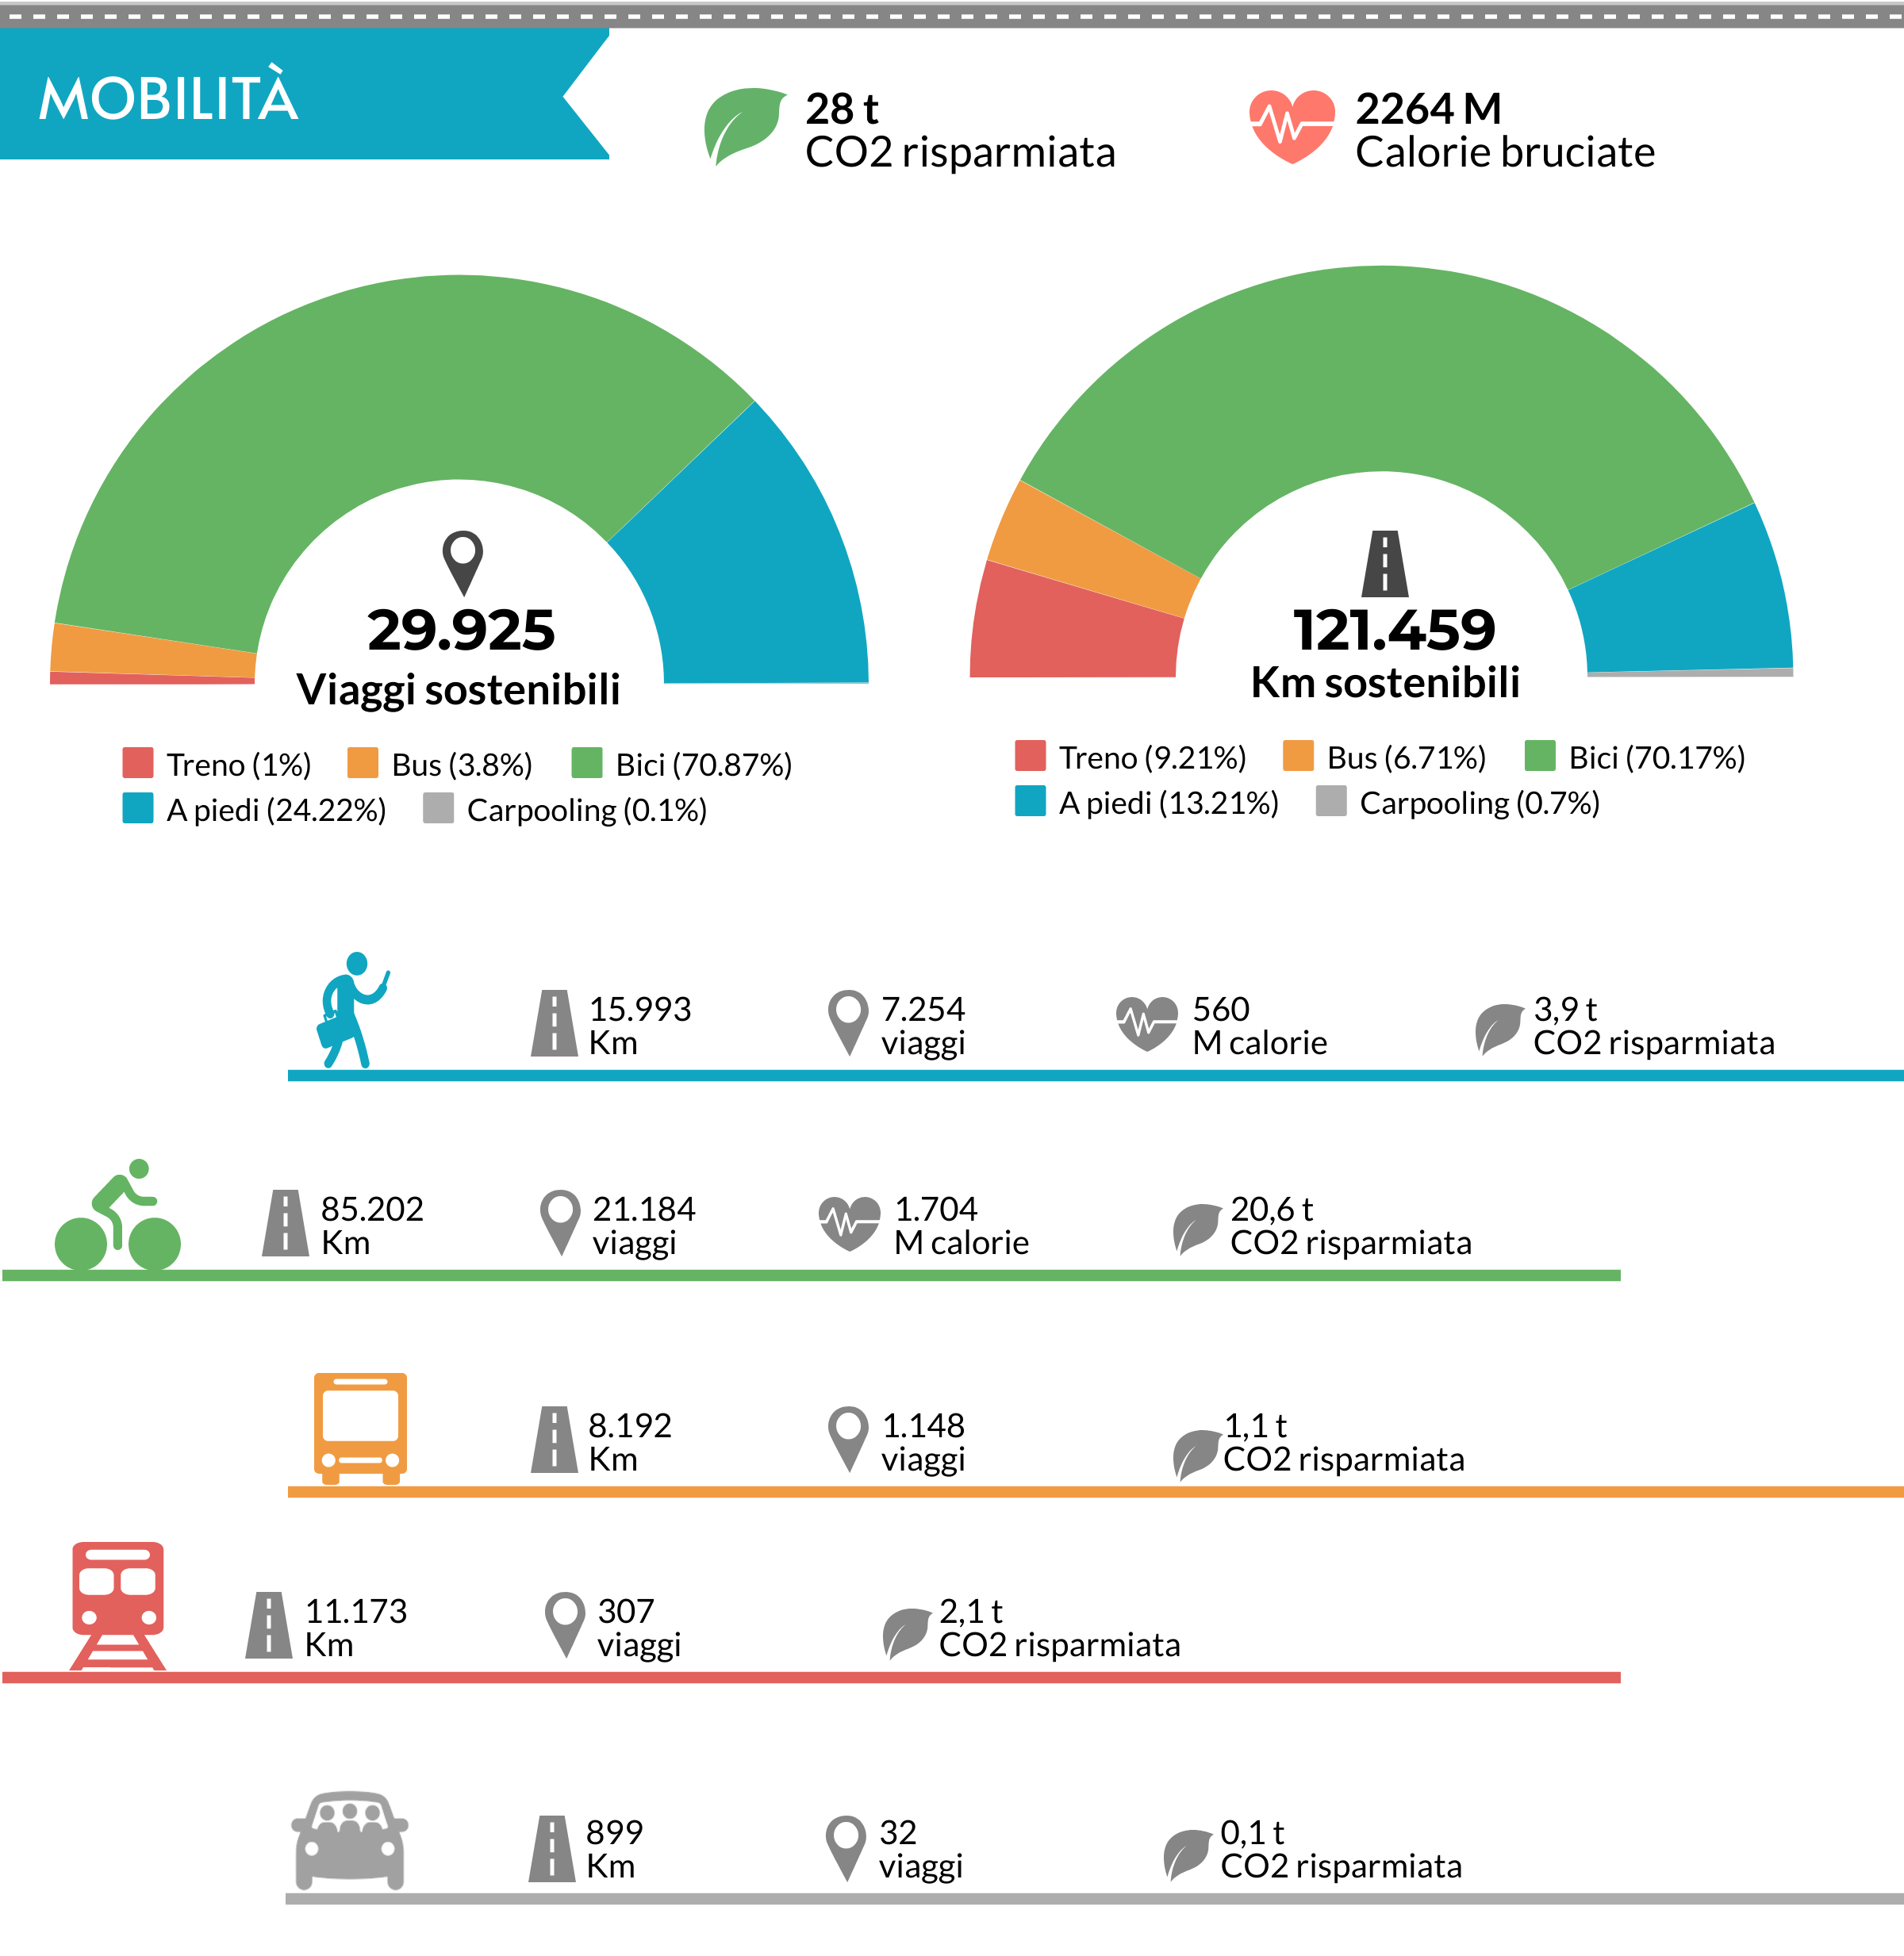 MOBILITÀ
28 t
CO2 risparmiata
2264 M
Calorie bruciate
29.925
Viaggi sostenibili
Treno (1%) Bus (3.8%) Bici (70.87%)
A piedi (24.22%) Carpooling (0.1%)
121.459
Km sostenibili
Treno (9.21%) Bus (6.71%) Bici (70.17%)
A piedi (13.21%) Carpooling (0.7%)
15.993
Km
7.254
viaggi
560
M calorie
3,9 t
CO2 risparmiata
85.202
Km
21.184
viaggi
1.704
M calorie
20,6 t
CO2 risparmiata
8.192
Km
1.148
viaggi
1,1 t
CO2 risparmiata
11.173
Km
307
viaggi
2,1 t
CO2 risparmiata
899
Km
32
viaggi
0,1 t
CO2 risparmiata